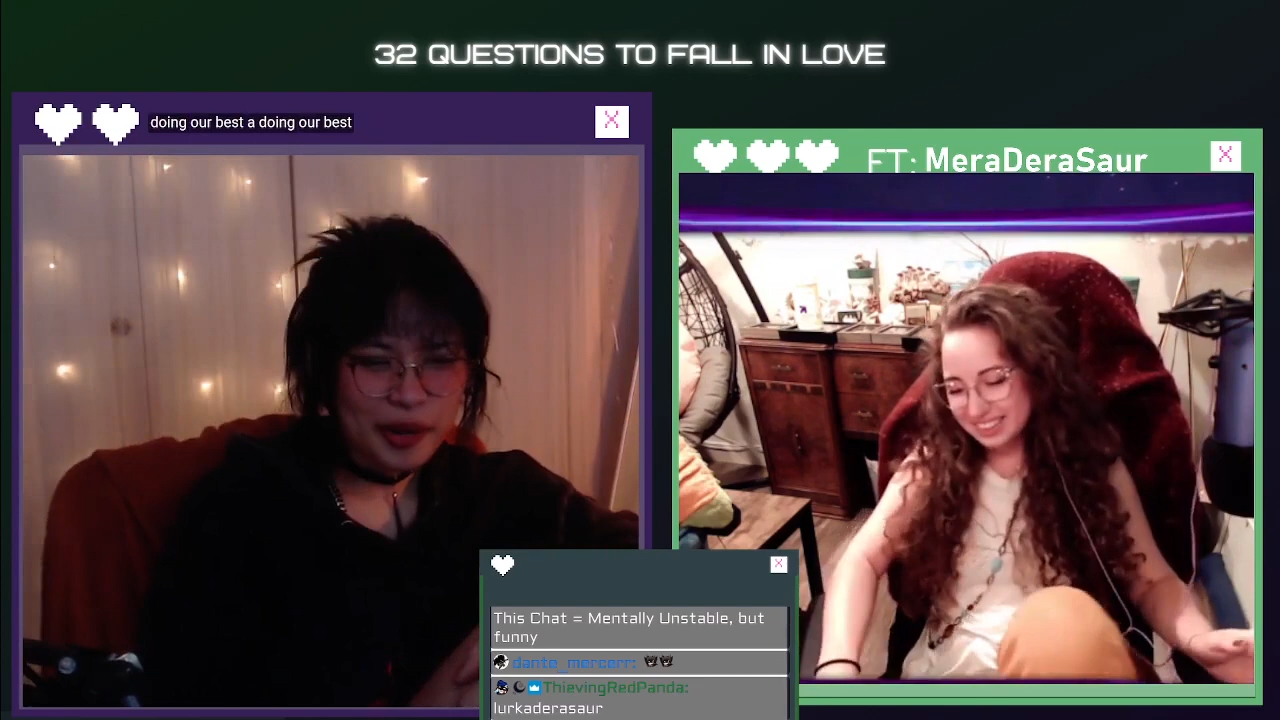 32 QUESTIONS TO FALL IN LOVE
doing our best a doing our best
FT: MeraDeraSaur
This Chat = Mentally Unstable, but
funny
dante_mercerr:
ThievingRedPanda:
lurkaderasaur